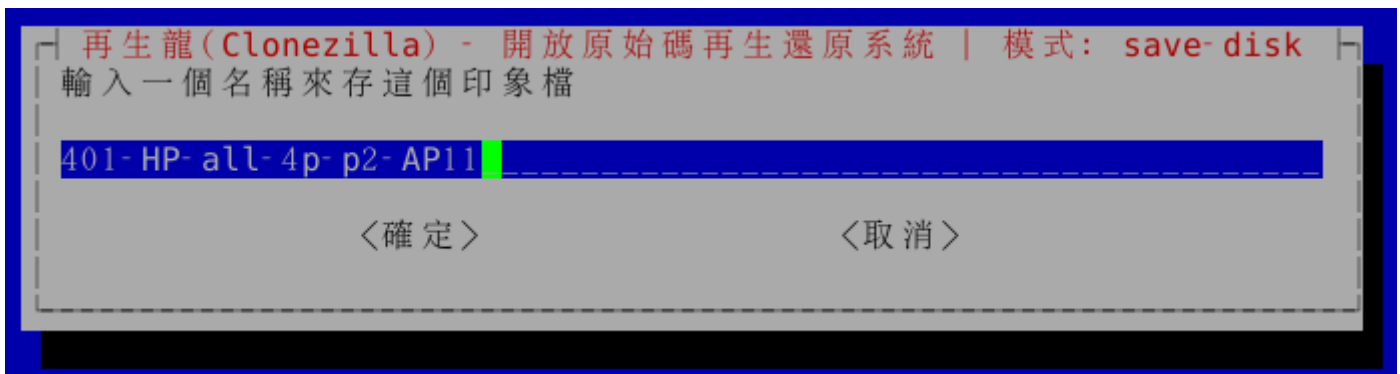 再生龍(Clonezilla) - 開放原始碼再生還原系統 | 模式: save-disk
輸入一個名稱來存這個印象檔
401-HP-all-4p-p2-AP11
<確定> <取消>